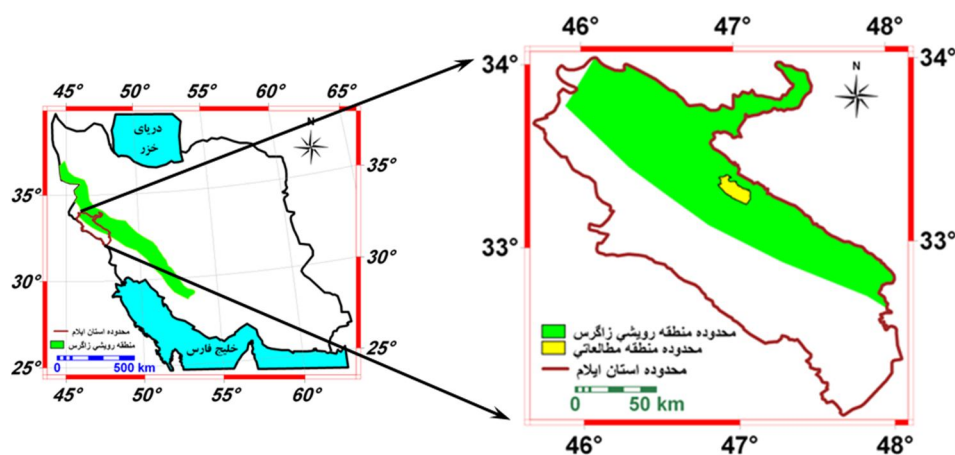 45° 50° 55° 60° 65°
N
دریای
خزر
35°
35°
30°
30°
25°
25°
خلیج فارس
محدوده استان ایلام
منطقه رویشی زاگرس
0 500 km
45° 50° 55° 60°
46° 47° 48°
34°
34°
N
33°
33°
محدوده منطقه رویشي زاگرس
محدوده منطقه مطالعاتي
محدوده استان ایلام
0 50 km
46° 47° 48°